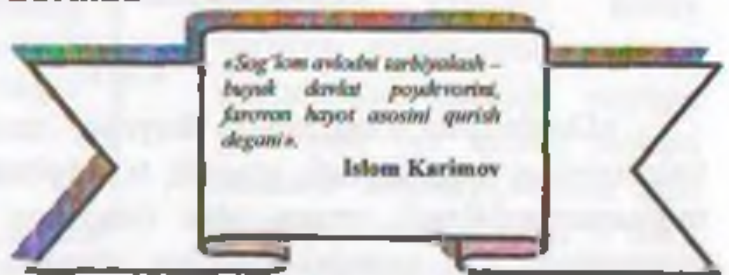 «Sog'lom avlodni tarbiyalash –
buyuk davlat poydevorini,
farovon hayot asosini qurish
degani».
Islom Karimov